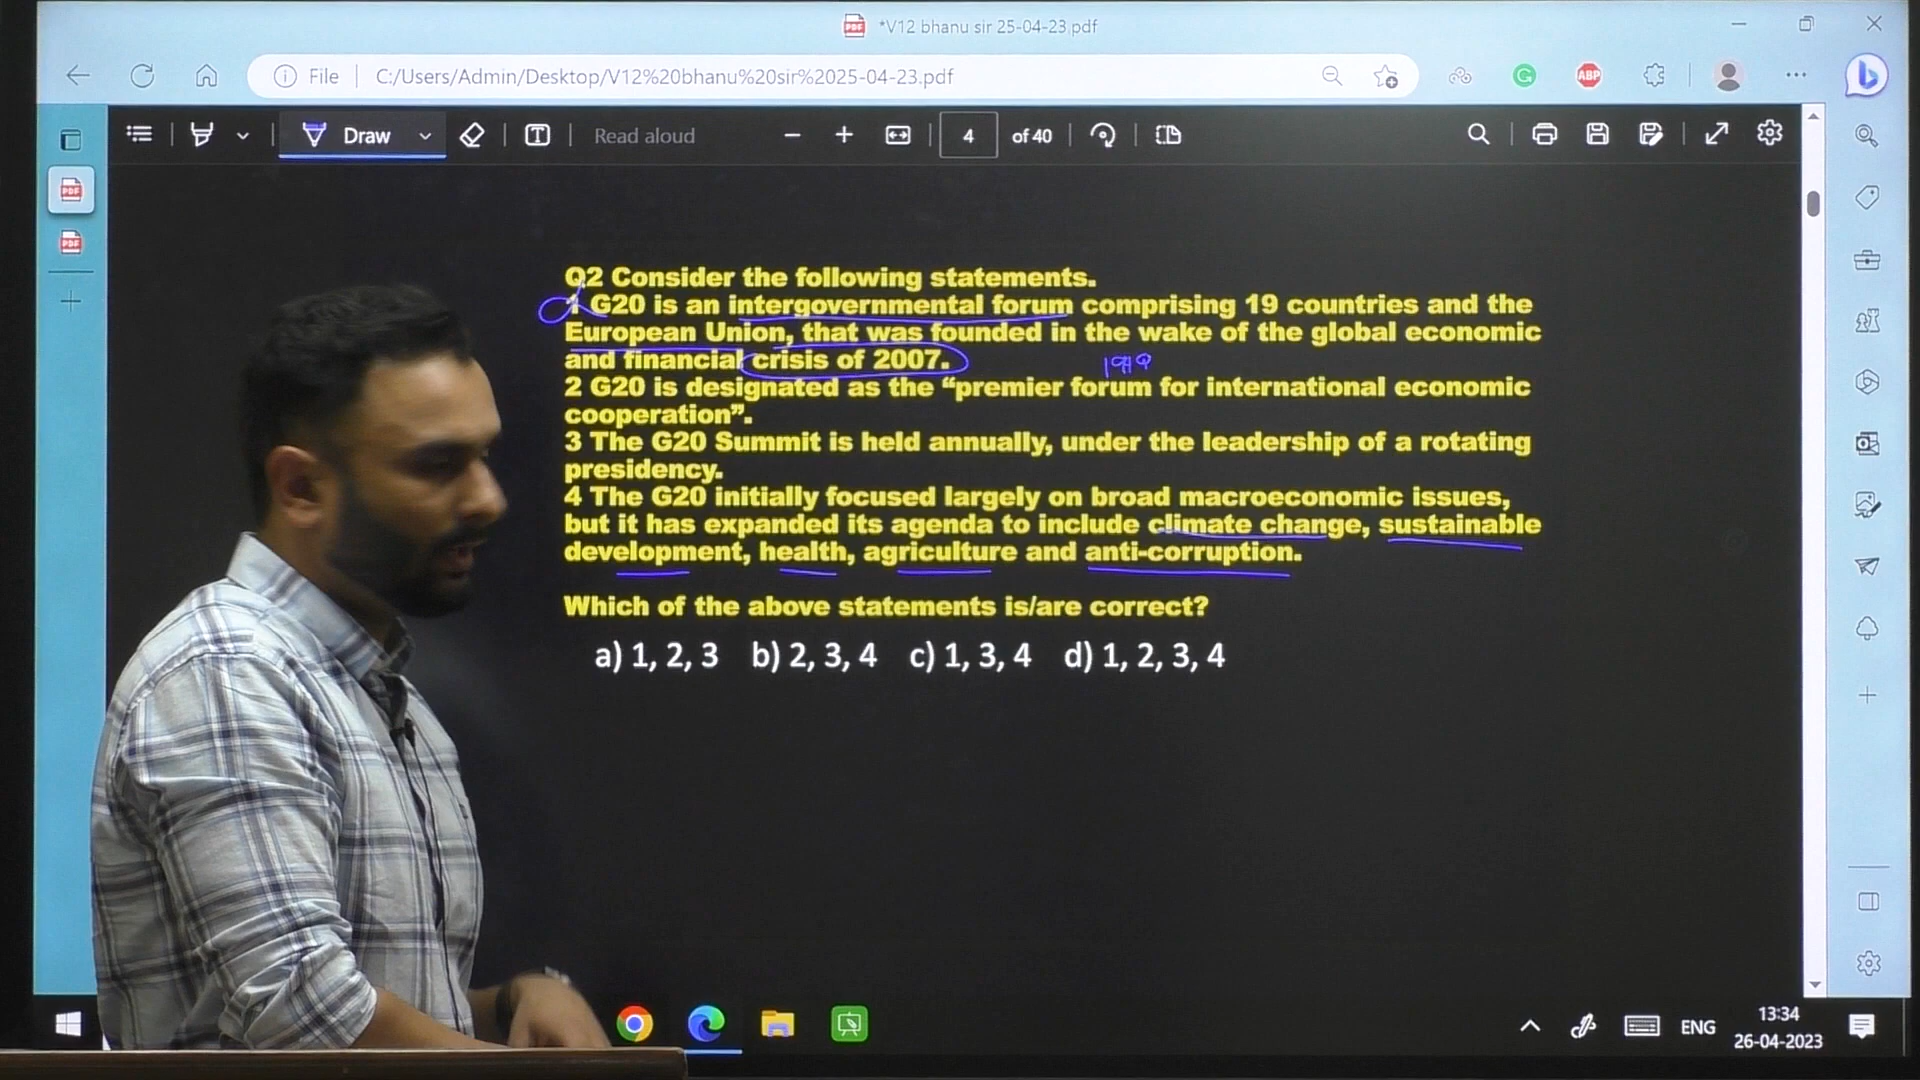 *V12 bhanu sir 25-04-23.pdf
File C:/Users/Admin/Desktop/V12%20bhanu%20sir%2025-04-23.pdf
ABP
Draw T Read aloud 4 of 40
PDF
PDF
Q2 Consider the following statements.
1 G20 is an intergovernmental forum comprising 19 countries and the
European Union, that was founded in the wake of the global economic
and financial crisis of 2007.
2 G20 is designated as the “premier forum for international economic
cooperation”.
3 The G20 Summit is held annually, under the leadership of a rotating
presidency.
4 The G20 initially focused largely on broad macroeconomic issues,
but it has expanded its agenda to include climate change, sustainable
development, health, agriculture and anti-corruption.
Which of the above statements is/are correct?
a) 1, 2, 3 b) 2, 3, 4 c) 1, 3, 4 d) 1, 2, 3, 4
ENG 13:34
26-04-2023